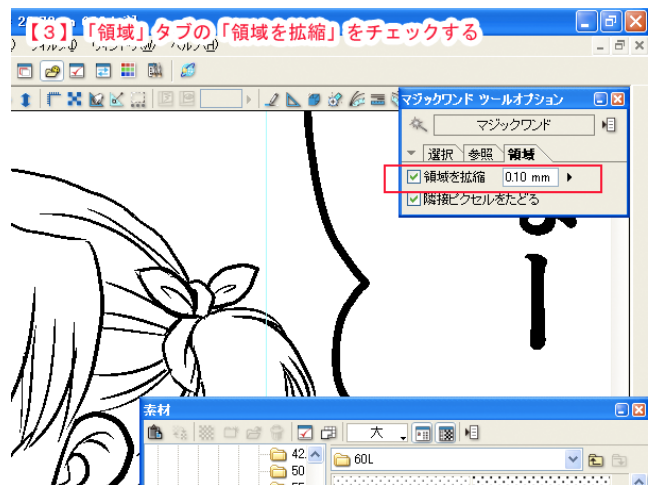 【３】「領域」タブの「領域を拡縮」をチェックする
マジックワンド ツールオプション
マジックワンド
選択 参照 領域
領域を拡縮 0.10 mm
隣接ピクセルをたどる
ー
素材
大
42.
50
60L